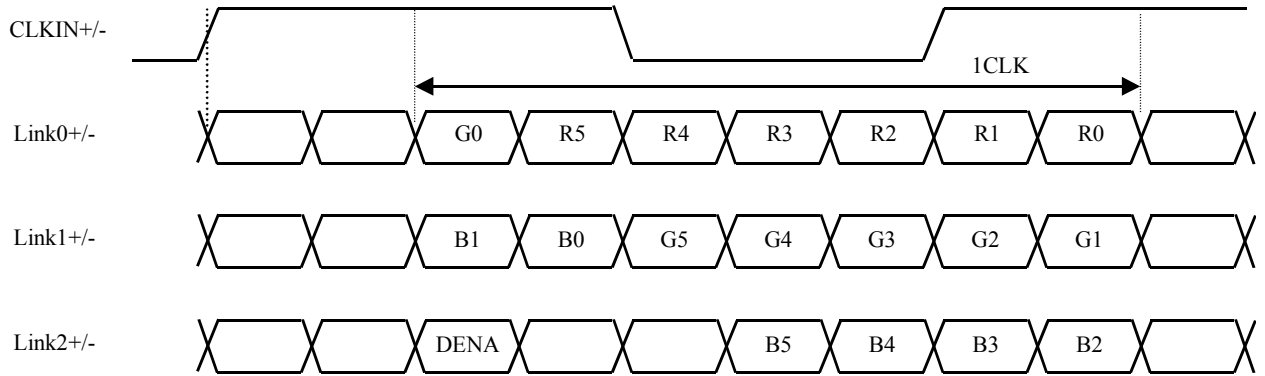 CLKIN+/-
1CLK
Link0+/- G0 R5 R4 R3 R2 R1 R0
Link1+/- B1 B0 G5 G4 G3 G2 G1
Link2+/- DENA B5 B4 B3 B2